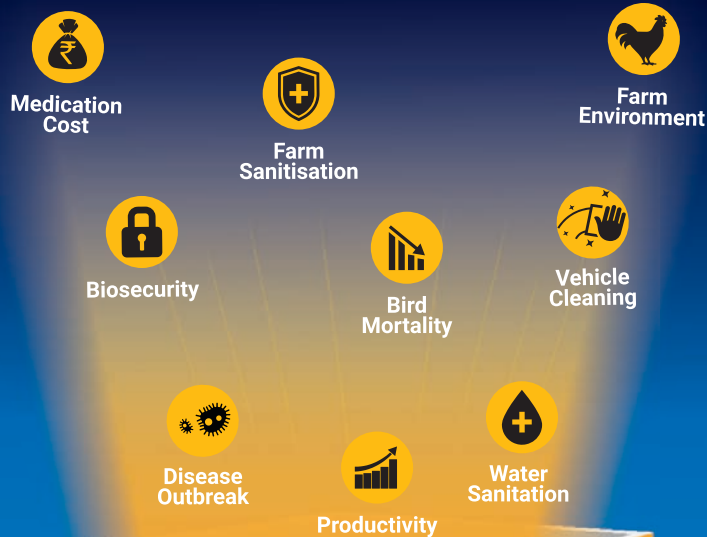 ₹
Medication
Cost
Farm
Environment
Farm
Sanitisation
Biosecurity
Bird
Mortality
Vehicle
Cleaning
Disease
Outbreak
Water
Sanitation
Productivity